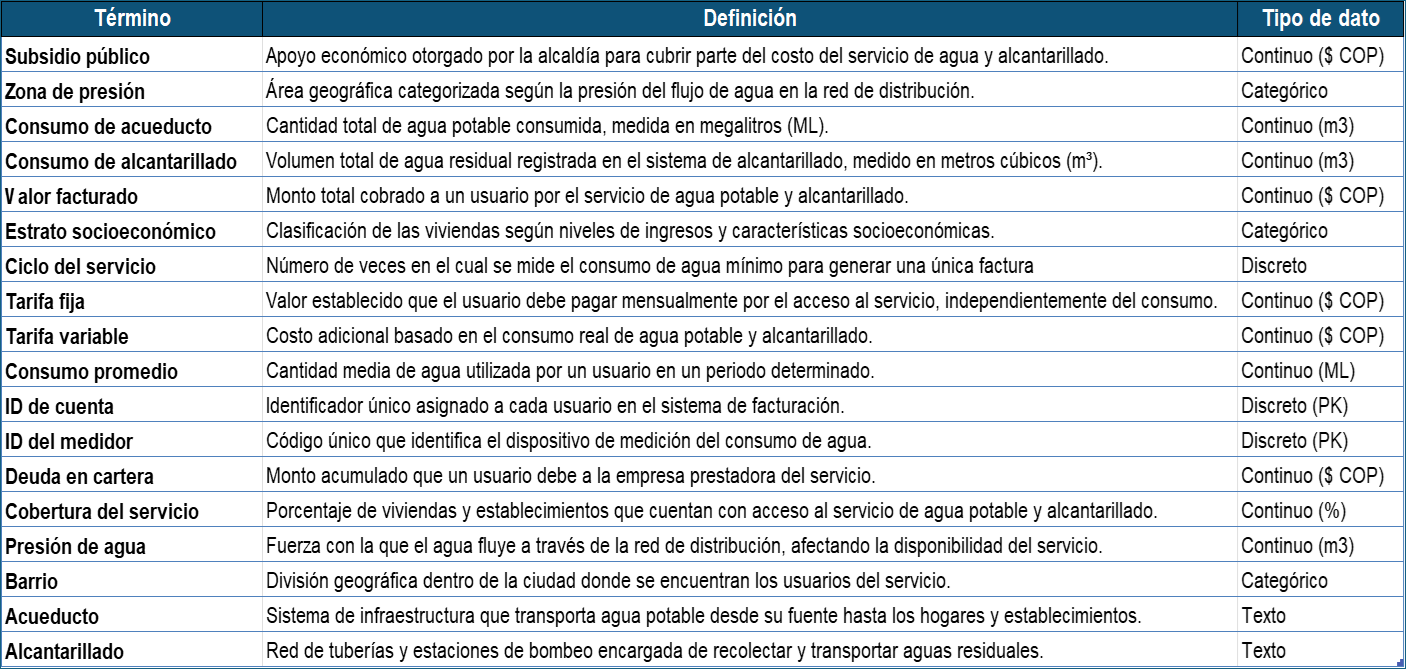 Término Definición Tipo de dato
Subsidio público Apoyo económico otorgado por la alcaldía para cubrir parte del costo del servicio de agua y alcantarillado. Continuo ($ COP)
Zona de presión Área geográfica categorizada según la presión del flujo de agua en la red de distribución. Categórico
Consumo de acueducto Cantidad total de agua potable consumida, medida en megalitros (ML). Continuo (m3)
Consumo de alcantarillado Volumen total de agua residual registrada en el sistema de alcantarillado, medido en metros cúbicos (m³). Continuo (m3)
Valor facturado Monto total cobrado a un usuario por el servicio de agua potable y alcantarillado. Continuo ($ COP)
Estrato socioeconómico Clasificación de las viviendas según niveles de ingresos y características socioeconómicas. Categórico
Ciclo del servicio Número de veces en el cual se mide el consumo de agua mínimo para generar una única factura Discreto
Tarifa fija Valor establecido que el usuario debe pagar mensualmente por el acceso al servicio, independientemente del consumo. Continuo ($ COP)
Tarifa variable Costo adicional basado en el consumo real de agua potable y alcantarillado. Continuo ($ COP)
Consumo promedio Cantidad media de agua utilizada por un usuario en un periodo determinado. Continuo (ML)
ID de cuenta Identificador único asignado a cada usuario en el sistema de facturación. Discreto (PK)
ID del medidor Código único que identifica el dispositivo de medición del consumo de agua. Discreto (PK)
Deuda en cartera Monto acumulado que un usuario debe a la empresa prestadora del servicio. Continuo ($ COP)
Cobertura del servicio Porcentaje de viviendas y establecimientos que cuentan con acceso al servicio de agua potable y alcantarillado. Continuo (%)
Presión de agua Fuerza con la que el agua fluye a través de la red de distribución, afectando la disponibilidad del servicio. Continuo (m3)
Barrio División geográfica dentro de la ciudad donde se encuentran los usuarios del servicio. Categórico
Acueducto Sistema de infraestructura que transporta agua potable desde su fuente hasta los hogares y establecimientos. Texto
Alcantarillado Red de tuberías y estaciones de bombeo encargada de recolectar y transportar aguas residuales. Texto